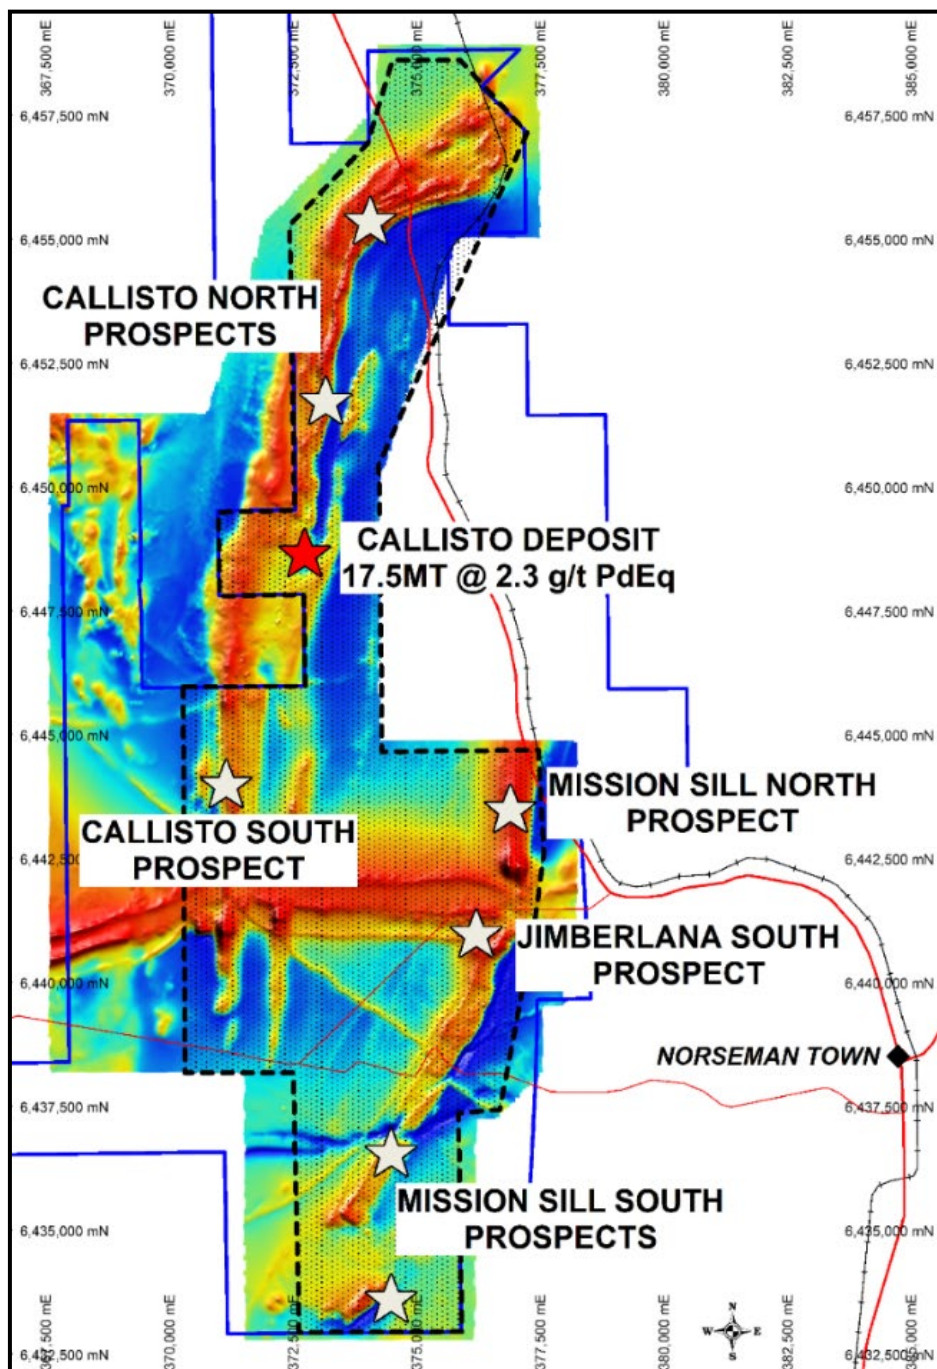 367,500 mE
370,000 mE
372,500 mE
375,000 mE
377,500 mE
380,000 mE
382,500 mE
385,000 mE
6,457,500 mN
6,457,500 mN
6,455,000 mN
6,455,000 mN
CALLISTO NORTH
PROSPECTS
6,452,500 mN
6,452,500 mN
6,450,000 mN
6,450,000 mN
CALLISTO DEPOSIT
17.5MT @ 2.3 g/t PdEq
6,447,500 mN
6,447,500 mN
6,445,000 mN
6,445,000 mN
MISSION SILL NORTH
PROSPECT
CALLISTO SOUTH
PROSPECT
6,442,500 mN
6,442,500 mN
JIMBERLANA SOUTH
PROSPECT
6,440,000 mN
6,440,000 mN
NORSEMAN TOWN
6,437,500 mN
6,437,500 mN
MISSION SILL SOUTH
PROSPECTS
6,435,000 mN
6,435,000 mN
N
W E
S
6,432,500 mN
6,432,500 mN
367,500 mE
370,000 mE
372,500 mE
375,000 mE
377,500 mE
380,000 mE
382,500 mE
385,000 mE